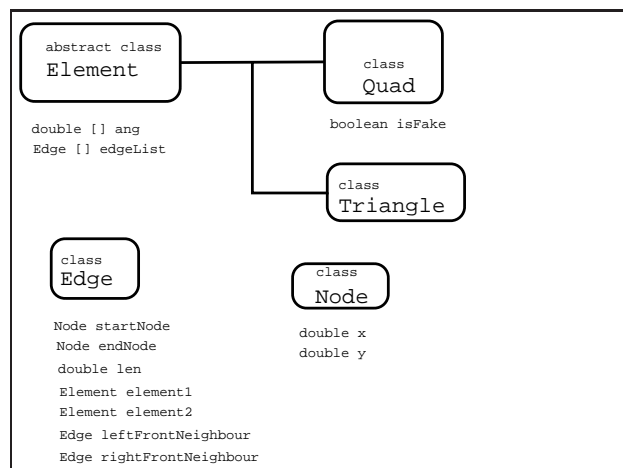 abstract class
Element
double [] ang
Edge [] edgeList
class
Quad
boolean isFake
class
Triangle
class
Edge
Node startNode
Node endNode
double len
Element element1
Element element2
Edge leftFrontNeighbour
Edge rightFrontNeighbour
class
Node
double x
double y